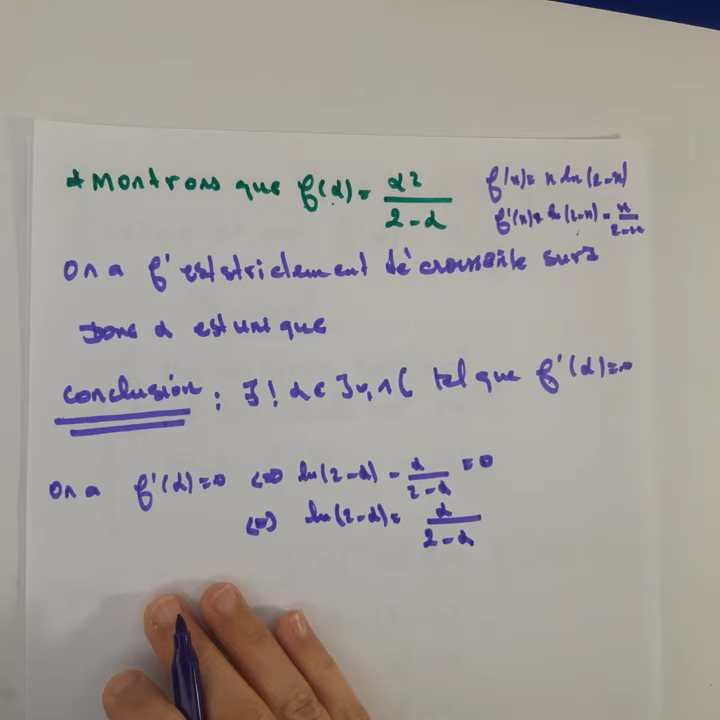 * Montrons que f(α) = α² / (2 - α)
f(x) = x ln(2-x)
f'(x) = ln(2-x) - x / (2-x)
On a f' est strictement décroissante sur I
Donc α est unique
Conclusion : ∃! α ∈ ]0,1[ tel que f'(α)=0
On a f'(α)=0 <=> ln(2-α) - α / (2-α) = 0
<=> ln(2-α) = α / (2-α)